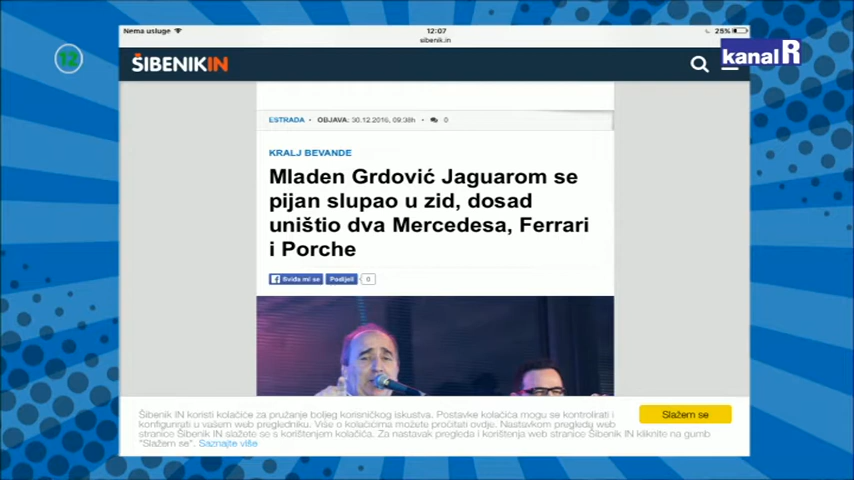 Nema usluge
12:07
25%
sibenik.in
12
ŠIBENIKIN
kanalR
ESTRADA • OBJAVA: 30.12.2016, 09:38h • 0
KRALJ BEVANDE
Mladen Grdović Jaguarom se
pijan slupao u zid, dosad
uništio dva Mercedesa, Ferrari
i Porche
Sviđa mi se Podijeli 0
Šibenik IN koristi kolačiće za pružanje boljeg korisničkog iskustva. Postavke kolačića mogu se kontrolirati i
konfigurati u vašem web pregledniku. Više o kolačićima možete pročitati ovdje. Nastavkom pregleda web
stranice Šibenik IN slažete se s korištenjem kolačića. Za nastavak pregleda i korištenja web stranice Šibenik IN kliknite na gumb
"Slažem se". Saznajte više
Slažem se